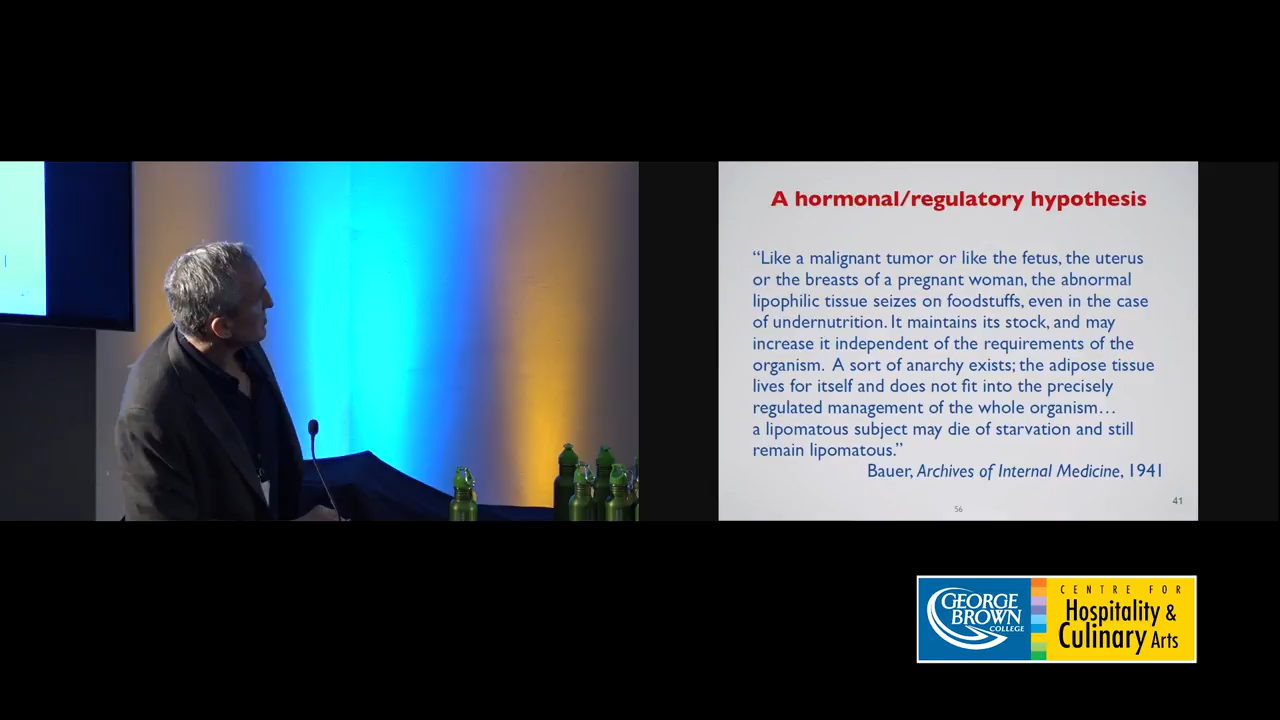 A hormonal/regulatory hypothesis
“Like a malignant tumor or like the fetus, the uterus
or the breasts of a pregnant woman, the abnormal
lipophilic tissue seizes on foodstuffs, even in the case
of undernutrition. It maintains its stock, and may
increase it independent of the requirements of the
organism. A sort of anarchy exists; the adipose tissue
lives for itself and does not fit into the precisely
regulated management of the whole organism…
a lipomatous subject may die of starvation and still
remain lipomatous.”
Bauer, Archives of Internal Medicine, 1941
41
56
GEORGE
BROWN
COLLEGE
CENTRE FOR
Hospitality &
Culinary Arts